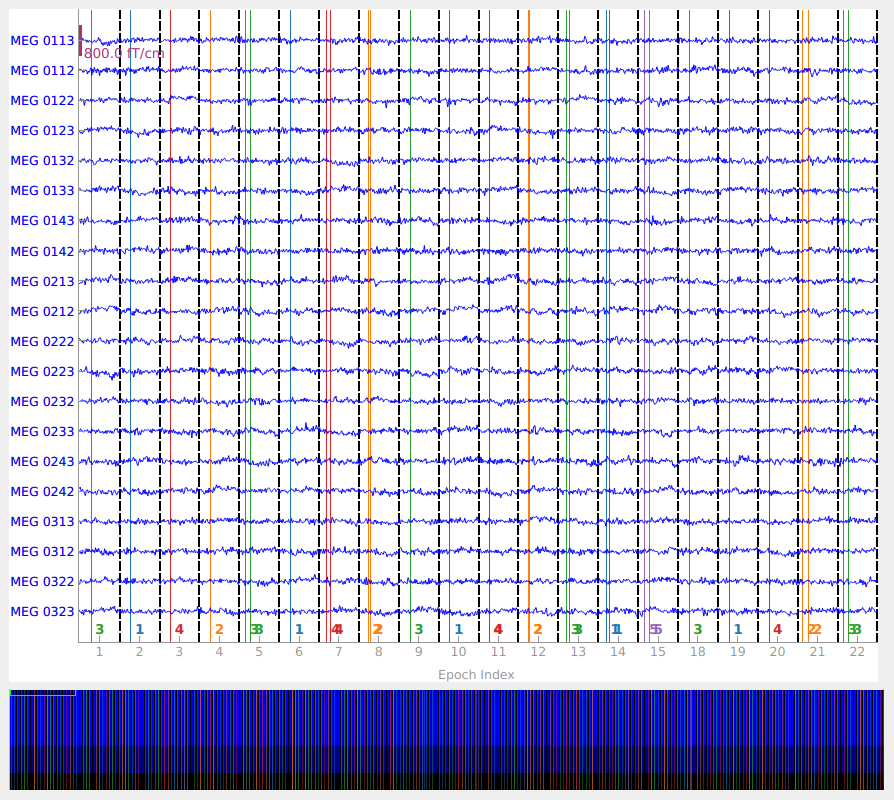 MEG 0113
800.0 fT/cm
MEG 0112
MEG 0122
MEG 0123
MEG 0132
MEG 0133
MEG 0143
MEG 0142
MEG 0213
MEG 0212
MEG 0222
MEG 0223
MEG 0232
MEG 0233
MEG 0243
MEG 0242
MEG 0313
MEG 0312
MEG 0322
MEG 0323
3 1 4 2 33 1 44 22 3 1 4 2 33 11 55 3 1 4 22 33
1 2 3 4 5 6 7 8 9 10 11 12 13 14 15 18 19 20 21 22
Epoch Index